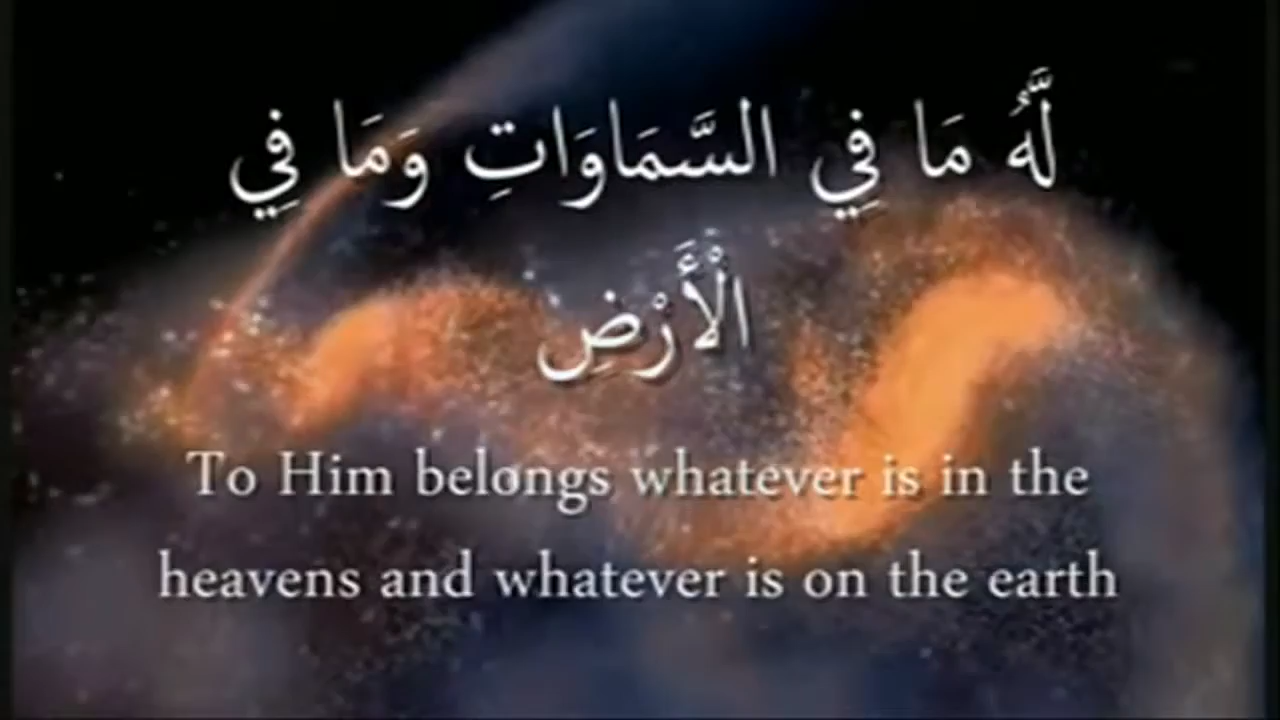 لَّهُ مَا فِي السَّمَاوَاتِ وَمَا فِي
الْأَرْضِ
To Him belongs whatever is in the
heavens and whatever is on the earth